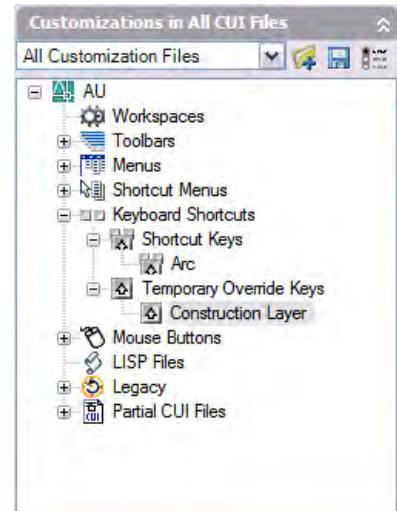 Customizations in All CUI Files
All Customization Files
AU
Workspaces
Toolbars
Menus
Shortcut Menus
Keyboard Shortcuts
Shortcut Keys
Arc
Temporary Override Keys
Construction Layer
Mouse Buttons
LISP Files
Legacy
Partial CUI Files